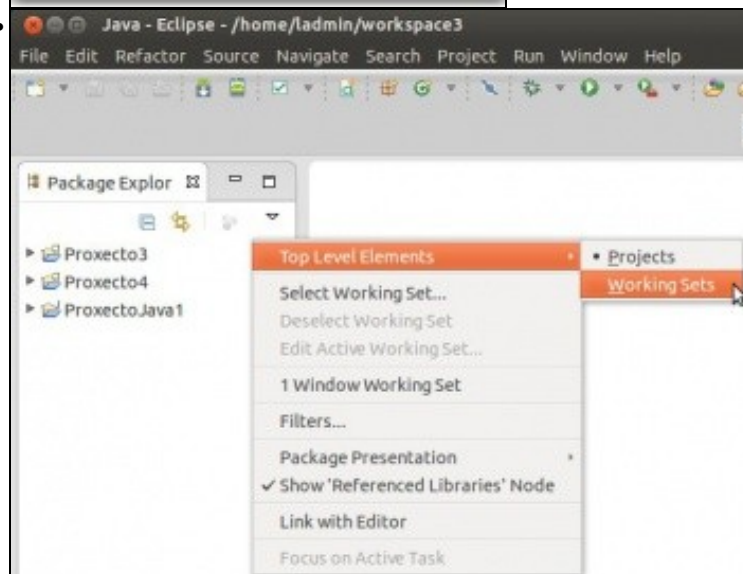 Java - Eclipse - /home/ladmin/workspace3
File Edit Refactor Source Navigate Search Project Run Window Help
Package Explor
Proxecto3
Proxecto4
ProxectoJava1
Top Level Elements
• Projects
Working Sets
Select Working Set...
Deselect Working Set
Edit Active Working Set...
1 Window Working Set
Filters...
Package Presentation
✓ Show 'Referenced Libraries' Node
Link with Editor
Focus on Active Task